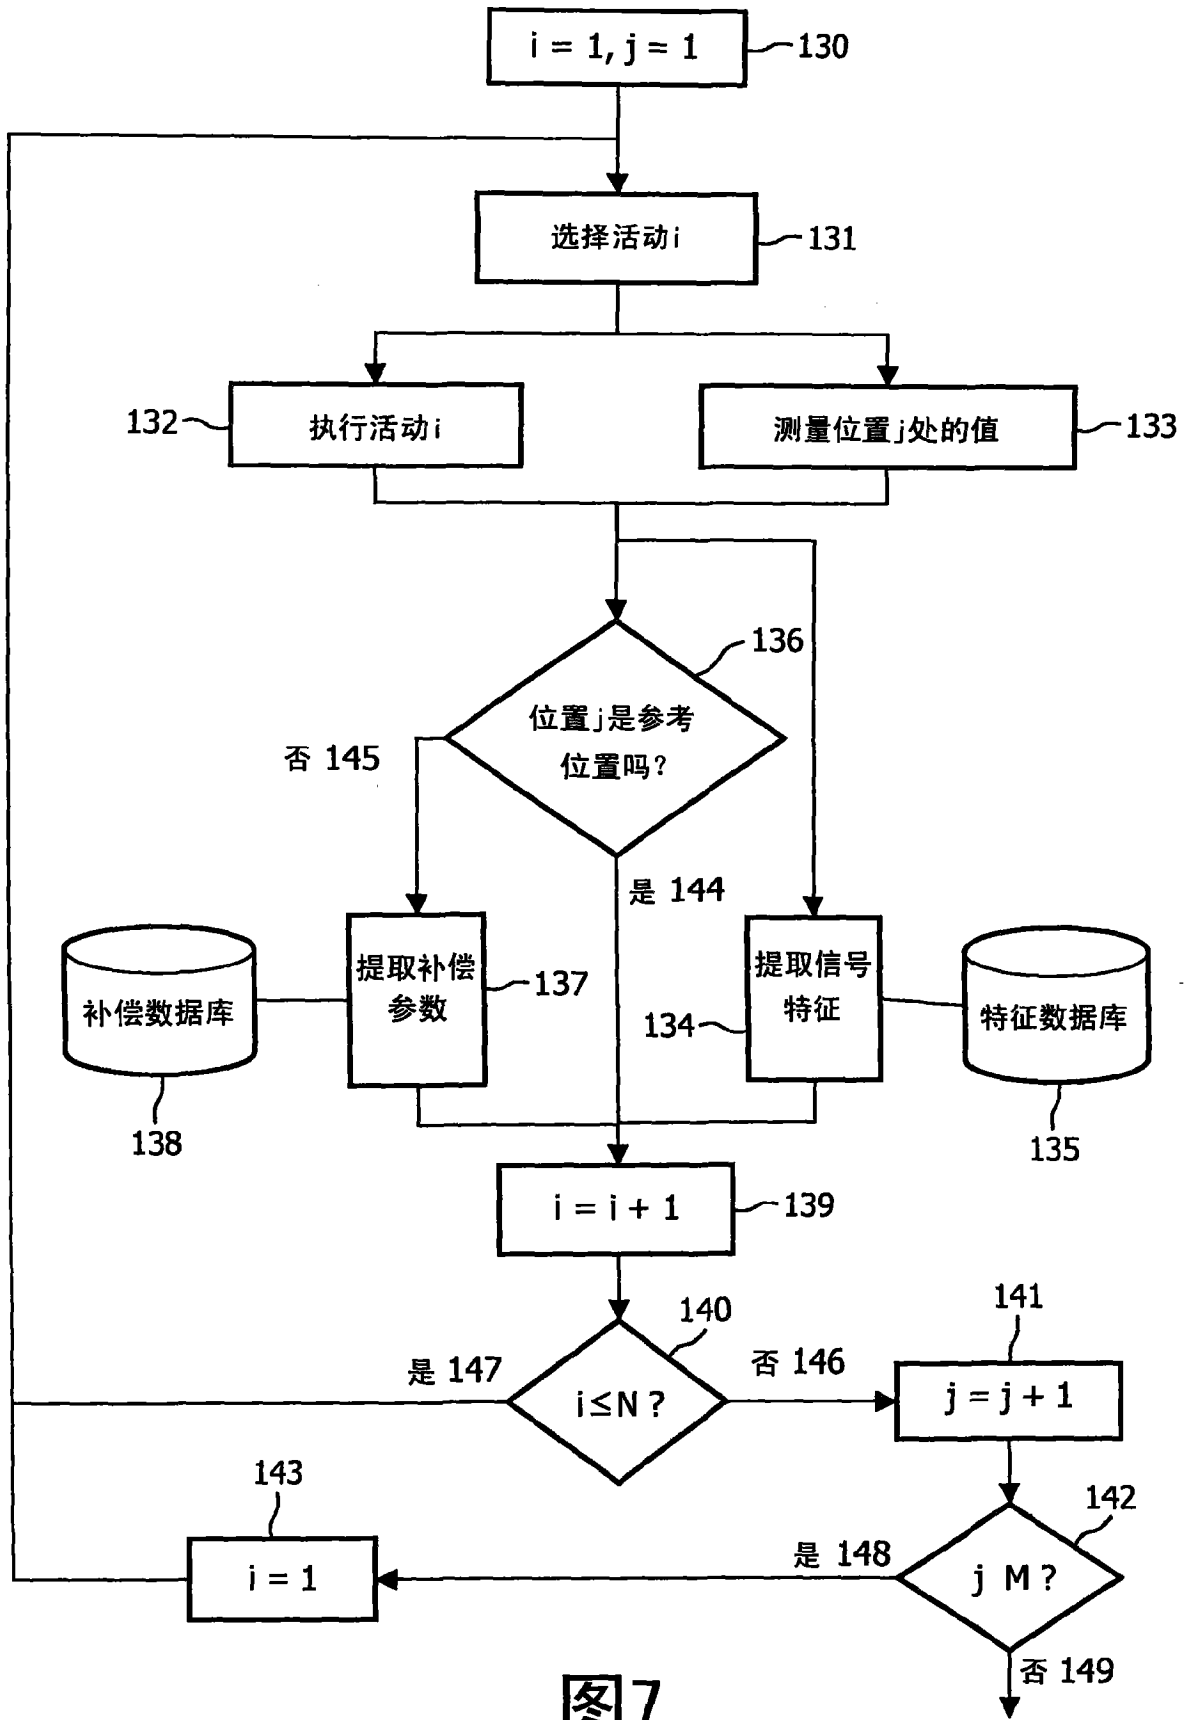 i = 1, j = 1
130
选择活动i
131
132
执行活动i
测量位置j处的值
133
136
位置j是参考
位置吗?
否 145
是 144
补偿数据库
138
提取补偿
参数
137
提取信号
特征
134
特征数据库
135
i = i + 1
139
140
i≤N ?
是 147
否 146
141
j = j + 1
142
j M ?
是 148
143
i = 1
否 149
图7